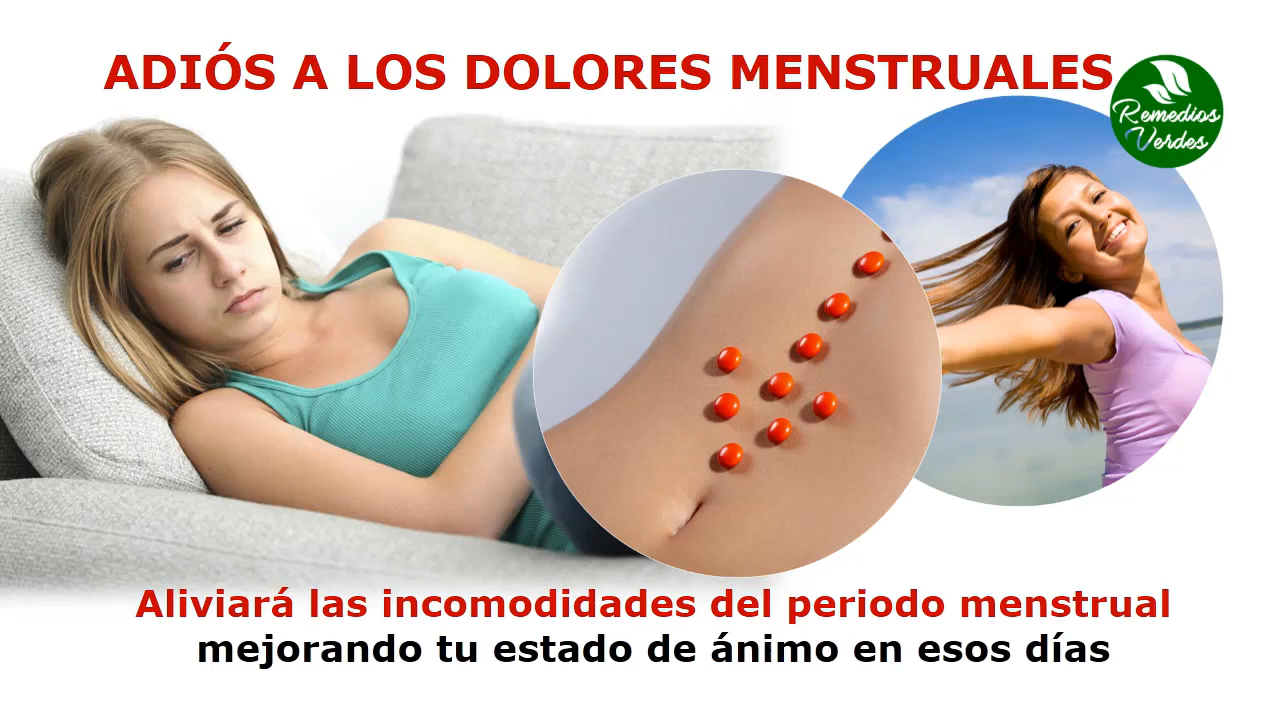 ADIÓS A LOS DOLORES MENSTRUALES
Remedios
Verdes
Aliviará las incomodidades del periodo menstrual
mejorando tu estado de ánimo en esos días